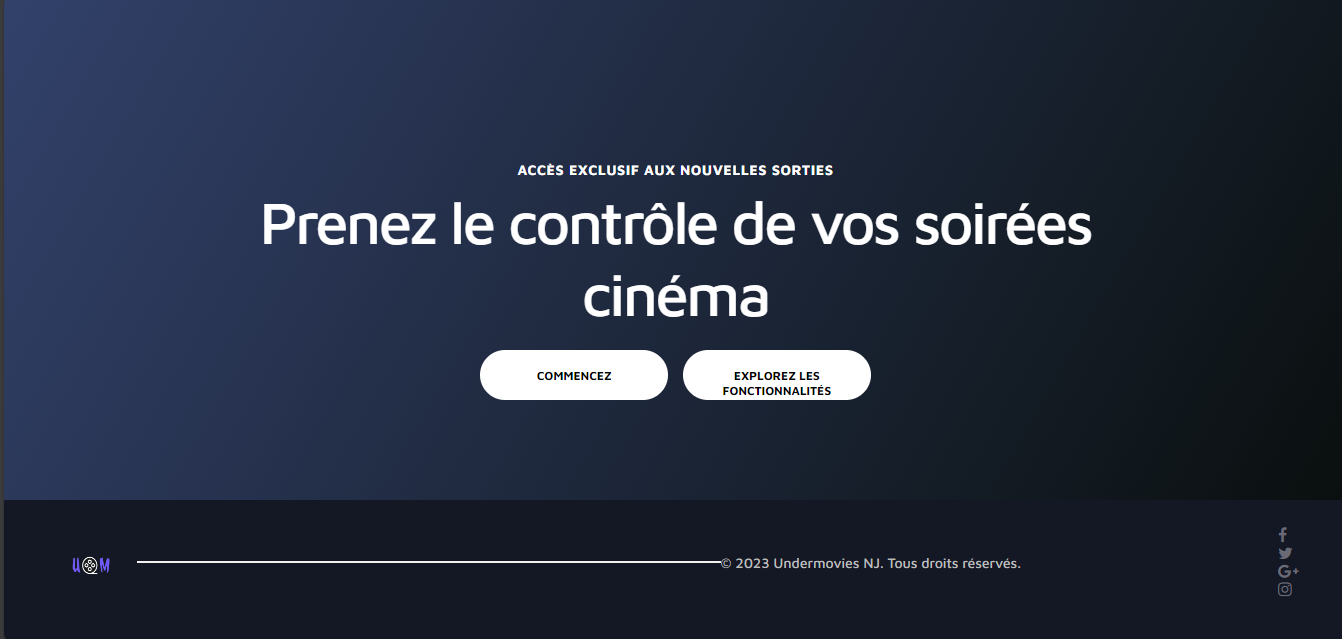 ACCÈS EXCLUSIF AUX NOUVELLES SORTIES
Prenez le contrôle de vos soirées
cinéma
COMMENCEZ
EXPLOREZ LES
FONCTIONNALITÉS
U M
© 2023 Undermovies NJ. Tous droits réservés.